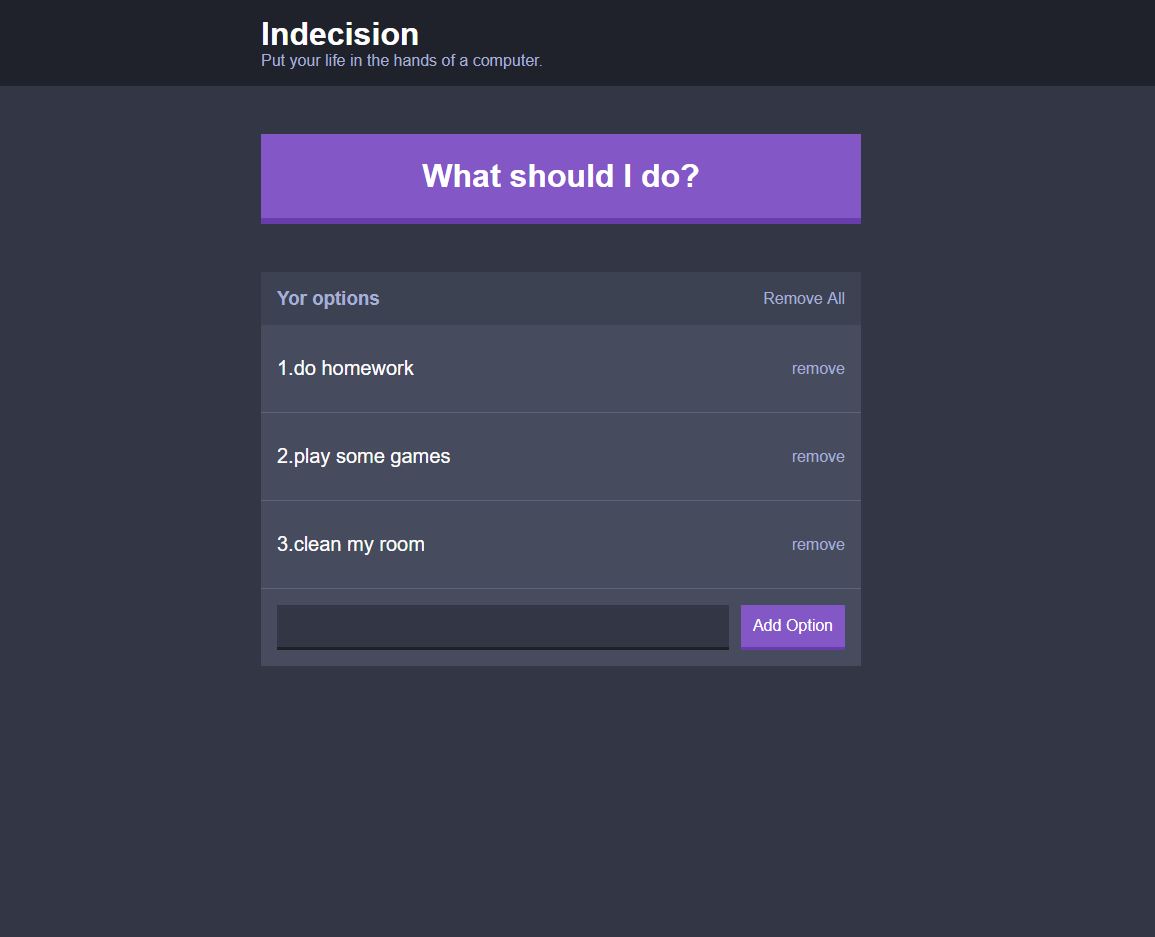 Indecision
Put your life in the hands of a computer.
What should I do?
Yor options Remove All
1.do homework remove
2.play some games remove
3.clean my room remove
Add Option